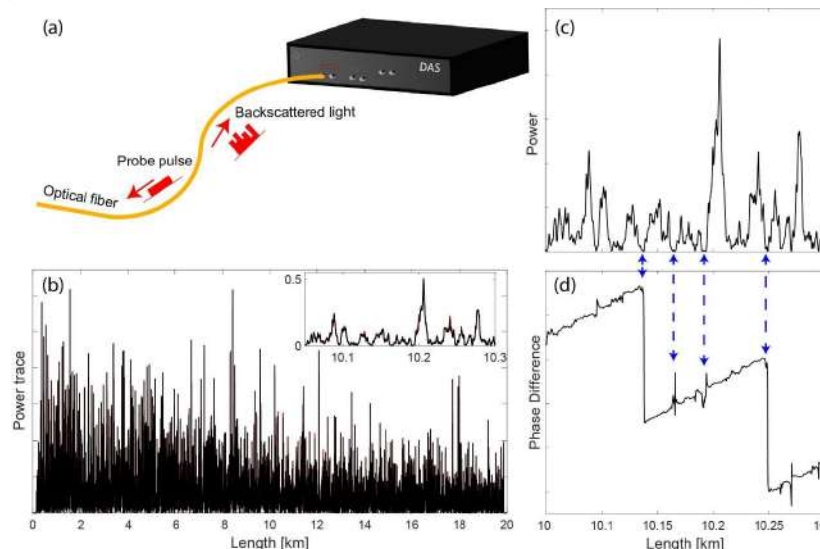 (a)
DAS
Backscattered light
Probe pulse
Optical fiber
(b)
Power trace
0.5
0
10.1
10.2
10.3
0
2
4
6
8
10
12
14
16
18
20
Length [km]
(c)
Power
(d)
Phase Difference
10
10.15
10.15
10.2
10.25
Length [km]